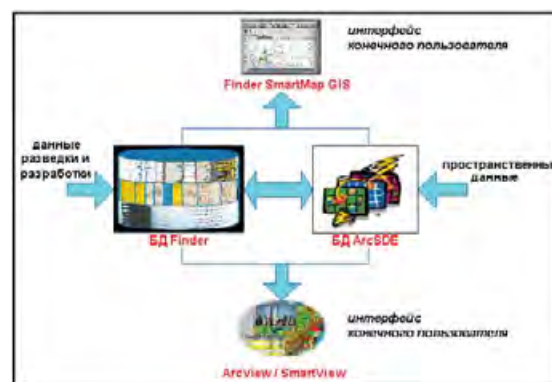 интерфейс
конечного пользователя
Finder SmartMap GIS
данные
разведки и
разработки
пространственные
данные
БД Finder
БД ArcSDE
интерфейс
конечного пользователя
ArcView / SmartView